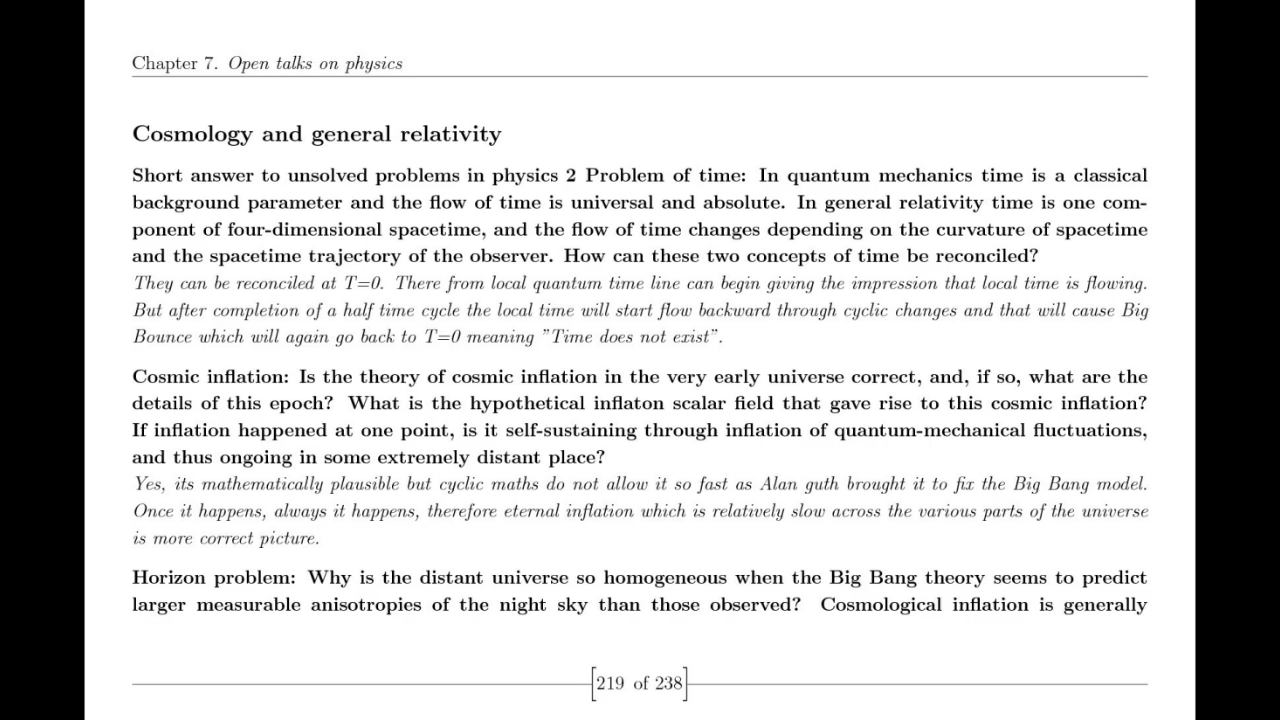 Chapter 7. Open talks on physics
Cosmology and general relativity
Short answer to unsolved problems in physics 2 Problem of time: In quantum mechanics time is a classical
background parameter and the flow of time is universal and absolute. In general relativity time is one com-
ponent of four-dimensional spacetime, and the flow of time changes depending on the curvature of spacetime
and the spacetime trajectory of the observer. How can these two concepts of time be reconciled?
They can be reconciled at T=0. There from local quantum time line can begin giving the impression that local time is flowing.
But after completion of a half time cycle the local time will start flow backward through cyclic changes and that will cause Big
Bounce which will again go back to T=0 meaning "Time does not exist".
Cosmic inflation: Is the theory of cosmic inflation in the very early universe correct, and, if so, what are the
details of this epoch? What is the hypothetical inflaton scalar field that gave rise to this cosmic inflation?
If inflation happened at one point, is it self-sustaining through inflation of quantum-mechanical fluctuations,
and thus ongoing in some extremely distant place?
Yes, its mathematically plausible but cyclic maths do not allow it so fast as Alan guth brought it to fix the Big Bang model.
Once it happens, always it happens, therefore eternal inflation which is relatively slow across the various parts of the universe
is more correct picture.
Horizon problem: Why is the distant universe so homogeneous when the Big Bang theory seems to predict
larger measurable anisotropies of the night sky than those observed? Cosmological inflation is generally
219 of 238